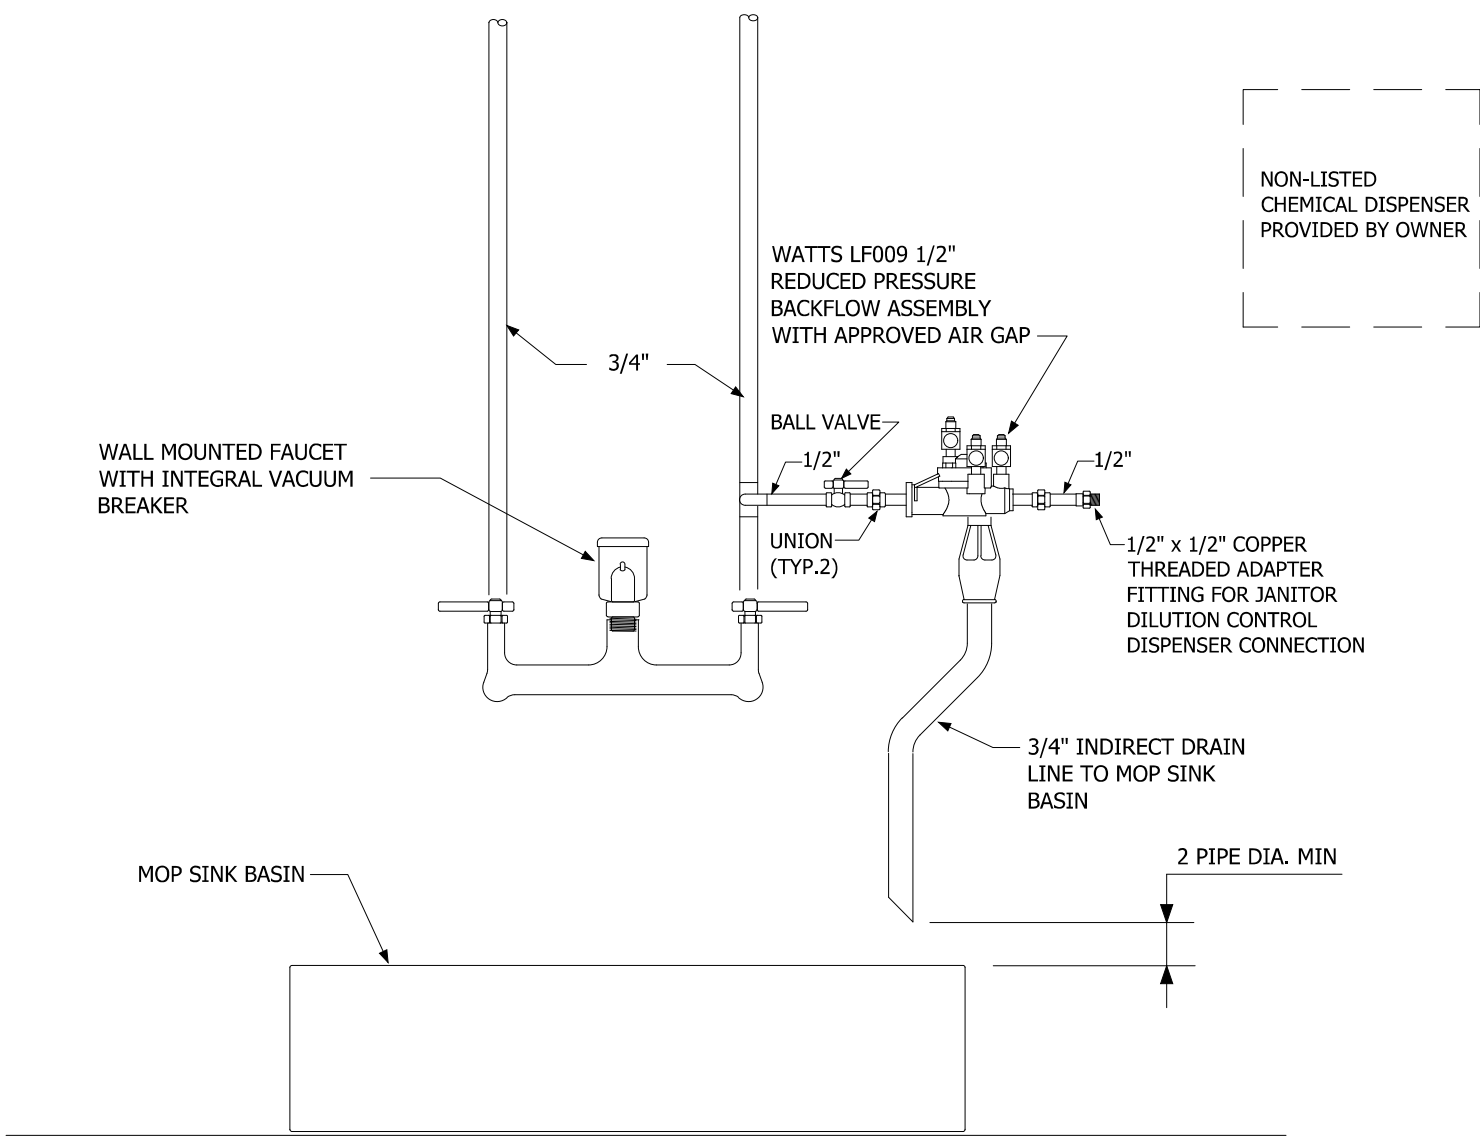 NON-LISTED
CHEMICAL DISPENSER
PROVIDED BY OWNER
WATTS LF009 1/2"
REDUCED PRESSURE
BACKFLOW ASSEMBLY
WITH APPROVED AIR GAP
3/4"
BALL VALVE
WALL MOUNTED FAUCET
WITH INTEGRAL VACUUM
BREAKER
1/2"
1/2"
UNION
(TYP.2)
1/2" x 1/2" COPPER
THREADED ADAPTER
FITTING FOR JANITOR
DILUTION CONTROL
DISPENSER CONNECTION
3/4" INDIRECT DRAIN
LINE TO MOP SINK
BASIN
2 PIPE DIA. MIN
MOP SINK BASIN